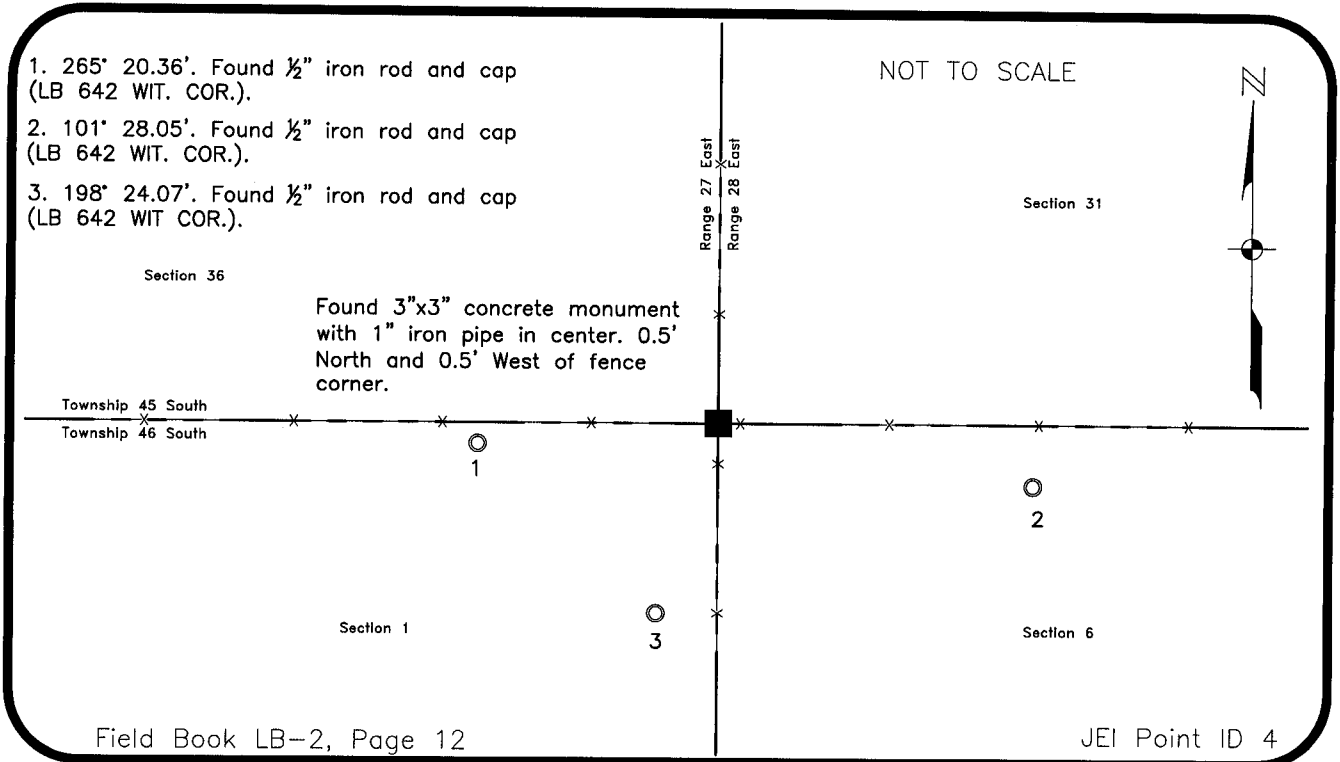 1. 265° 20.36'. Found ½" iron rod and cap
(LB 642 WIT. COR.).
2. 101° 28.05'. Found ½" iron rod and cap
(LB 642 WIT. COR.).
3. 198° 24.07'. Found ½" iron rod and cap
(LB 642 WIT COR.).
NOT TO SCALE
N
Range 27 East
Range 28 East
Section 31
Section 36
Found 3"x3" concrete monument
with 1" iron pipe in center. 0.5'
North and 0.5' West of fence
corner.
Township 45 South
Township 46 South
1
2
3
Section 1
Section 6
Field Book LB-2, Page 12
JEI Point ID 4